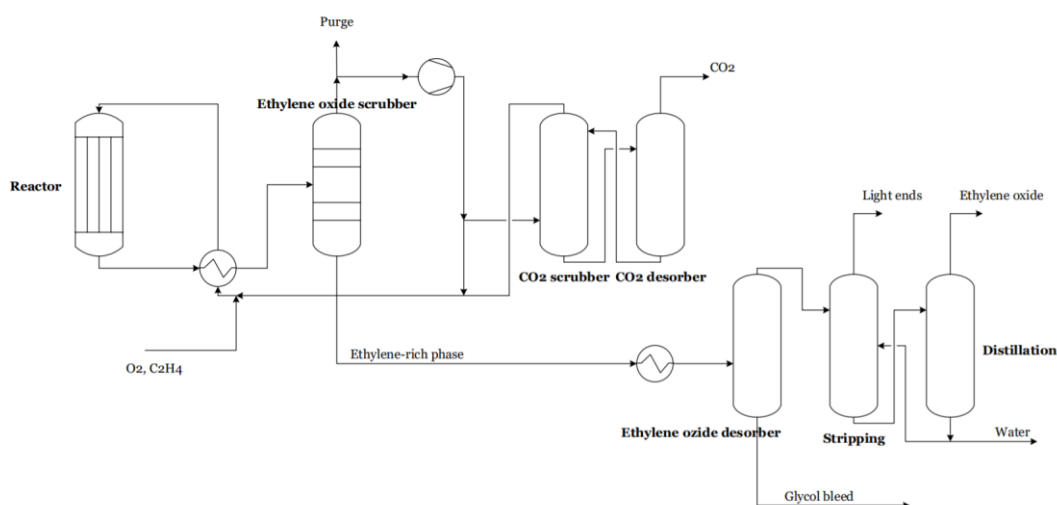 Purge
CO2
Ethylene oxide scrubber
Reactor
Light ends
Ethylene oxide
CO2 scrubber
CO2 desorber
Distillation
Ethylene-rich phase
O2, C2H4
Ethylene ozide desorber
Stripping
Water
Glycol bleed